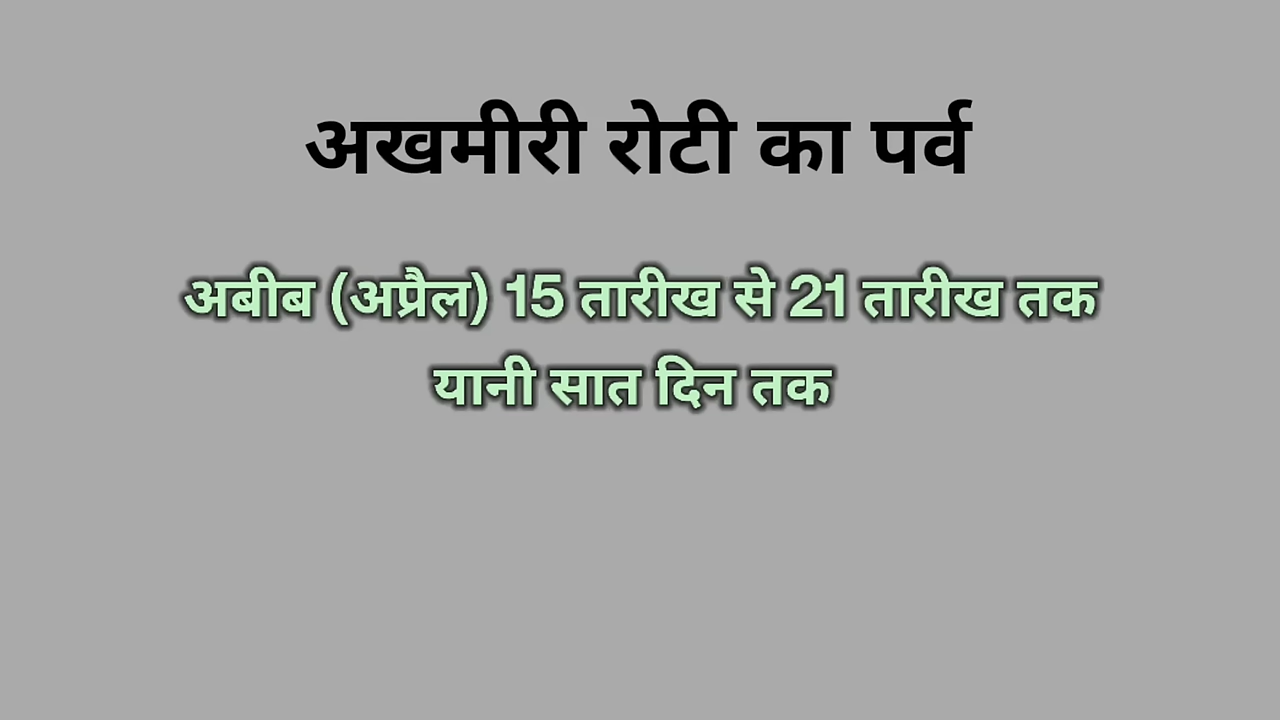 अखमीरी रोटी का पर्व
अबीब (अप्रैल) 15 तारीख से 21 तारीख तक
यानी सात दिन तक